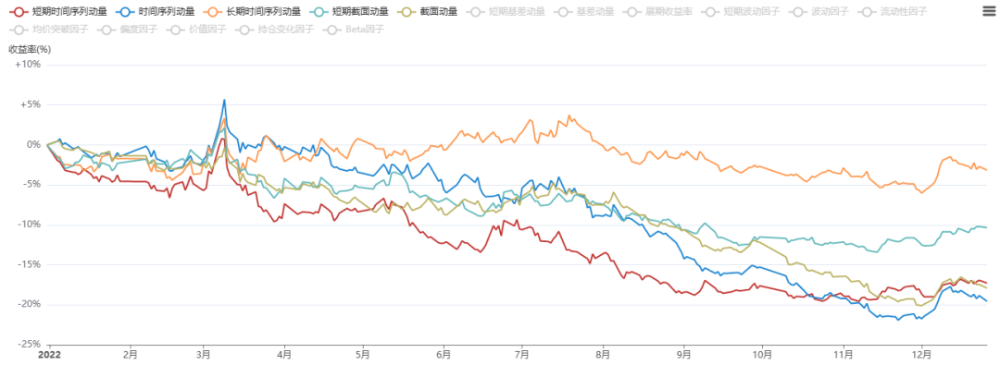 短期时间序列动量 时间序列动量 长期时间序列动量 短期截面动量 截面动量 短期基差动量 基差动量 展期收益率 短期波动因子 波动因子 流动性因子
均价突破因子 偏度因子 价值因子 持仓变化因子 Beta因子
收益率(%)
+10%
+5%
0%
-5%
-10%
-15%
-20%
-25%
2022 2月 3月 4月 5月 6月 7月 8月 9月 10月 11月 12月